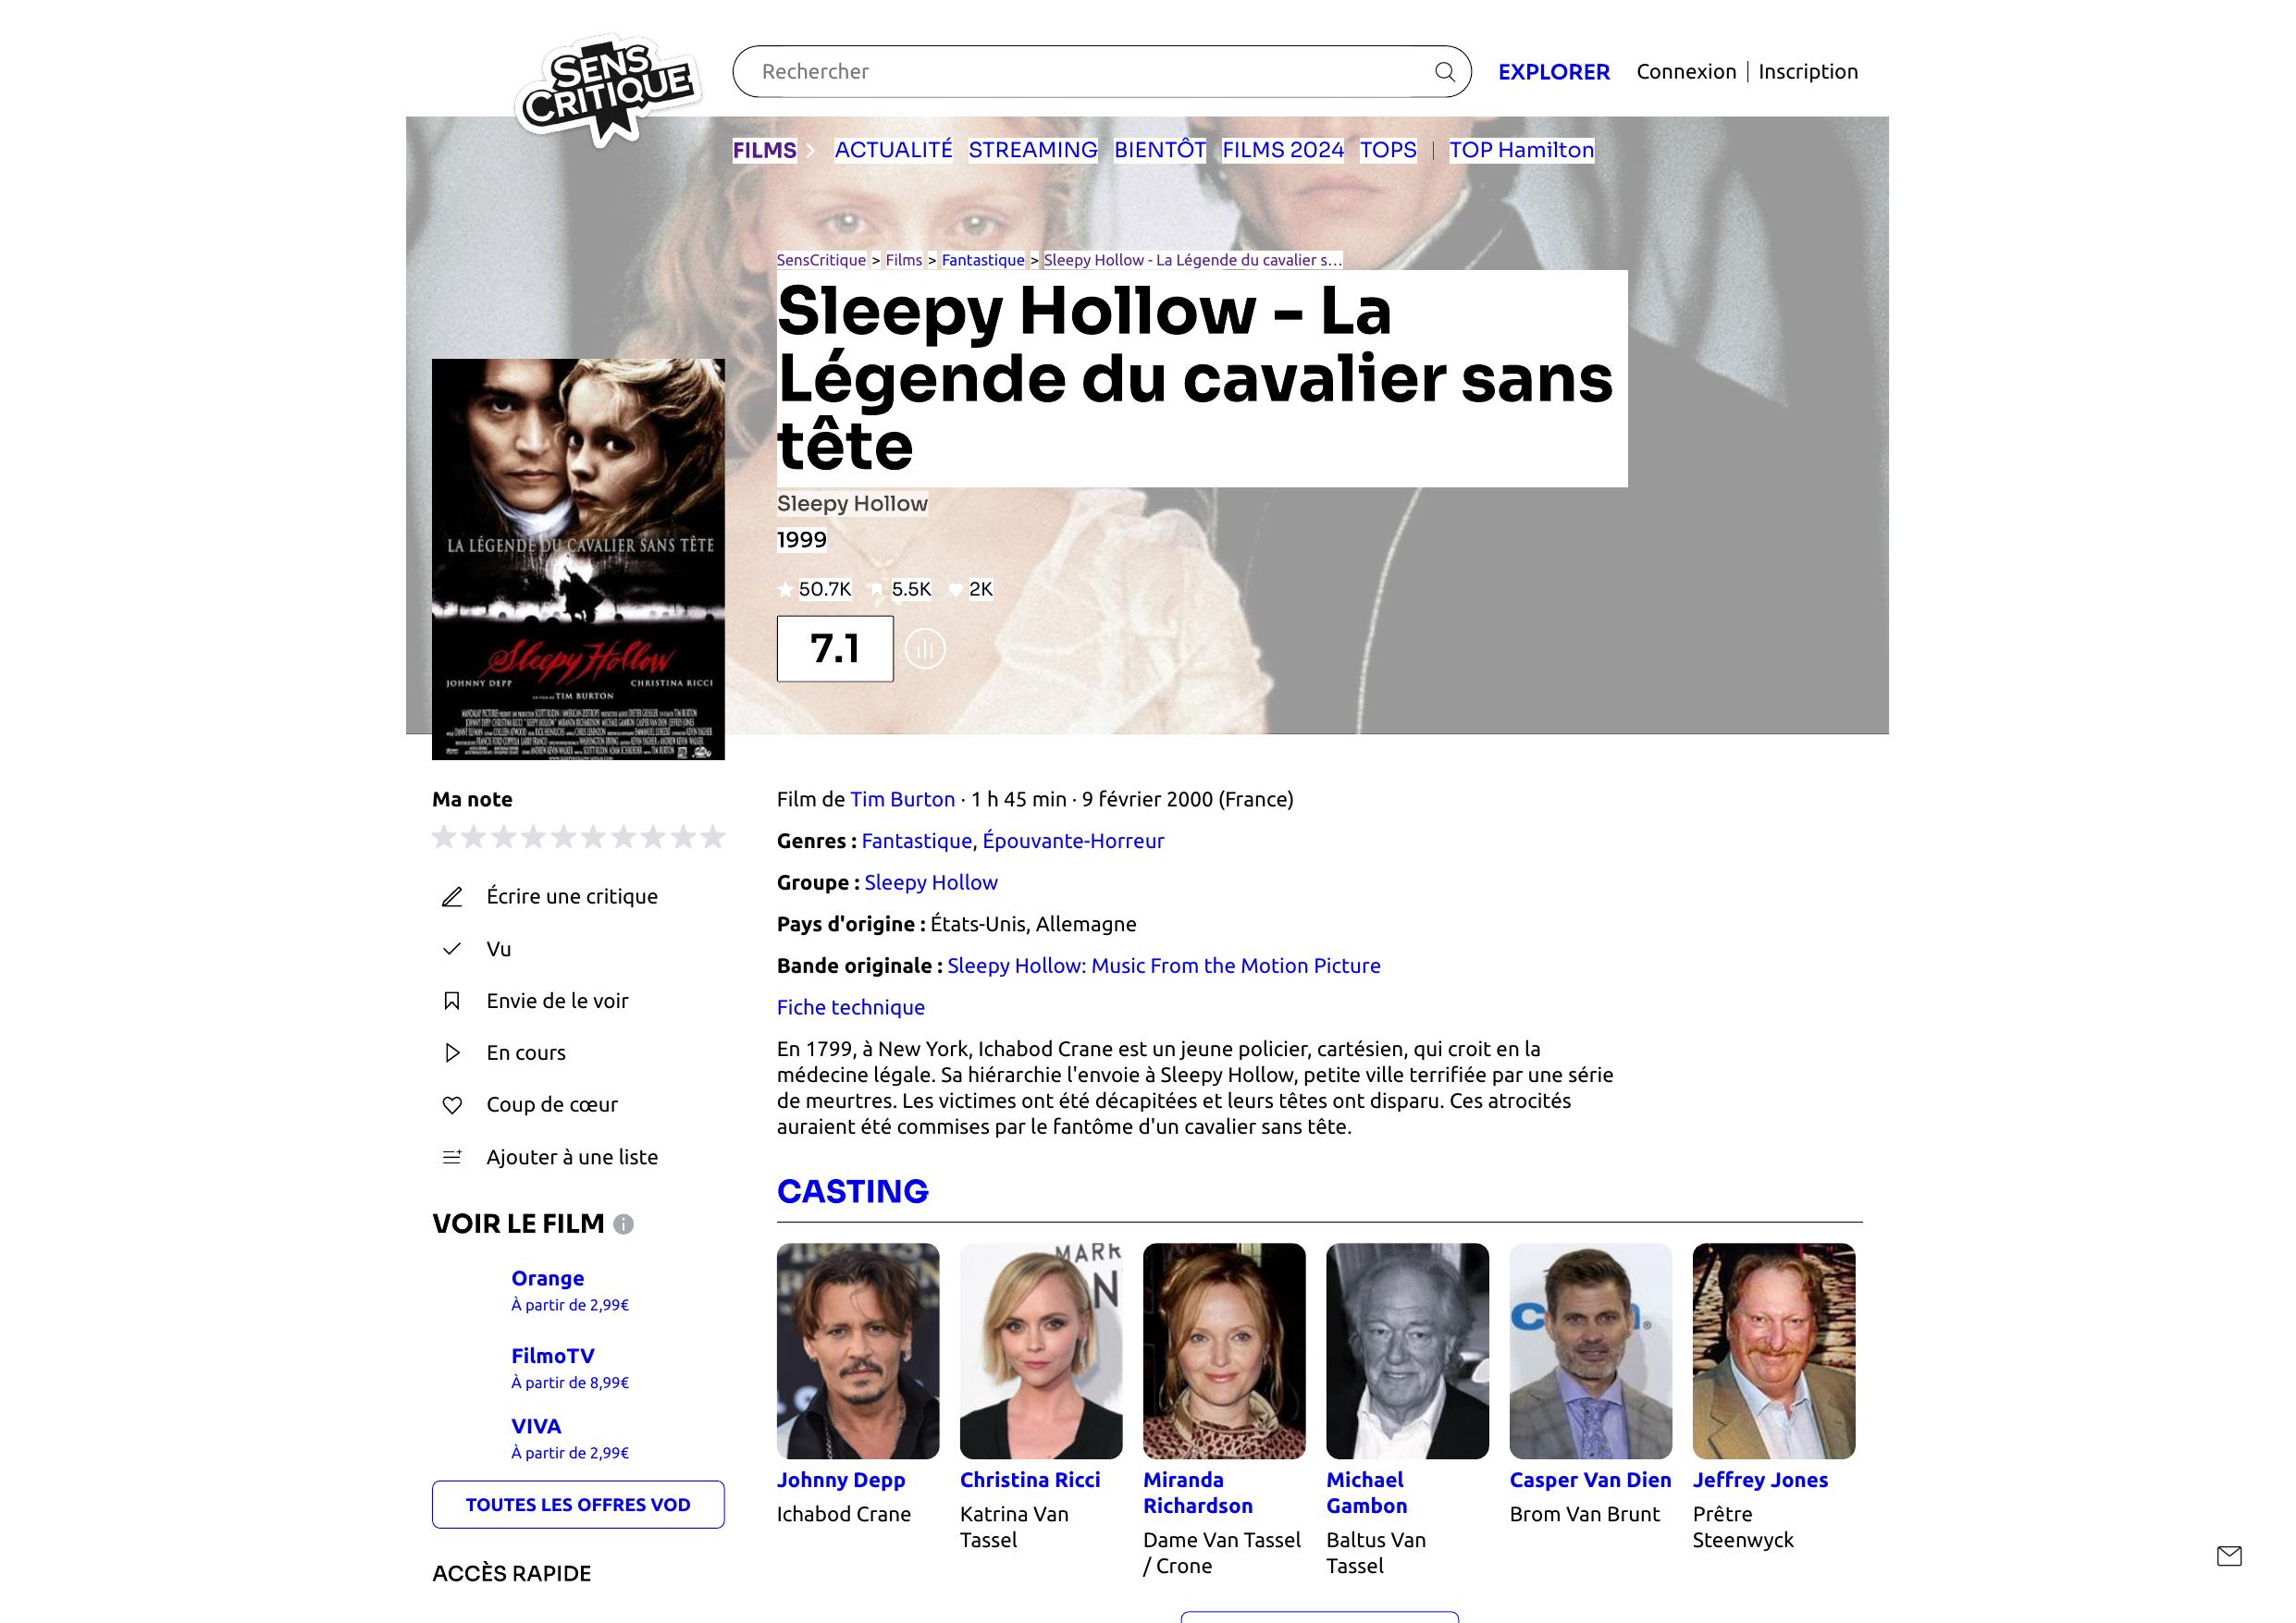 SENS
CRITIQUE
Rechercher
EXPLORER
Connexion | Inscription
FILMS
ACTUALITÉ
STREAMING
BIENTÔT
FILMS 2024
TOPS
|
TOP Hamilton
SensCritique > Films > Fantastique > Sleepy Hollow - La Légende du cavalier s…
Sleepy Hollow - La
Légende du cavalier sans
tête
Sleepy Hollow
1999
50.7K
5.5K
2K
7.1
LA LÉGENDE DU CAVALIER SANS TÊTE
Sleepy Hollow
JOHNNY DEPP
CHRISTINA RICCI
TIM BURTON
Ma note
Écrire une critique
Vu
Envie de le voir
En cours
Coup de cœur
Ajouter à une liste
VOIR LE FILM
Orange
À partir de 2,99€
FilmoTV
À partir de 8,99€
VIVA
À partir de 2,99€
TOUTES LES OFFRES VOD
ACCÈS RAPIDE
Film de Tim Burton · 1 h 45 min · 9 février 2000 (France)
Genres : Fantastique, Épouvante-Horreur
Groupe : Sleepy Hollow
Pays d'origine : États-Unis, Allemagne
Bande originale : Sleepy Hollow: Music From the Motion Picture
Fiche technique
En 1799, à New York, Ichabod Crane est un jeune policier, cartésien, qui croit en la
médecine légale. Sa hiérarchie l'envoie à Sleepy Hollow, petite ville terrifiée par une série
de meurtres. Les victimes ont été décapitées et leurs têtes ont disparu. Ces atrocités
auraient été commises par le fantôme d'un cavalier sans tête.
CASTING
Johnny Depp
Ichabod Crane
Christina Ricci
Katrina Van
Tassel
Miranda
Richardson
Dame Van Tassel
/ Crone
Michael
Gambon
Baltus Van
Tassel
Casper Van Dien
Brom Van Brunt
Jeffrey Jones
Prêtre
Steenwyck